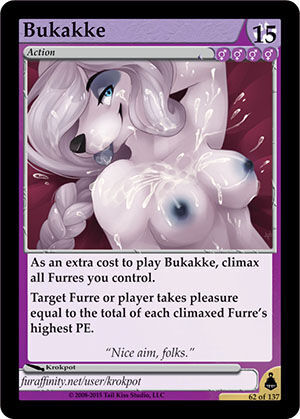 Bukakke
15
Action
As an extra cost to play Bukakke, climax
all Furres you control.
Target Furre or player takes pleasure
equal to the total of each climaxed Furre's
highest PE.
"Nice aim, folks."
Krokpot
furaffinity.net/user/krokpot
© 2008-2015 Tail Kiss Studio, LLC
62 of 137